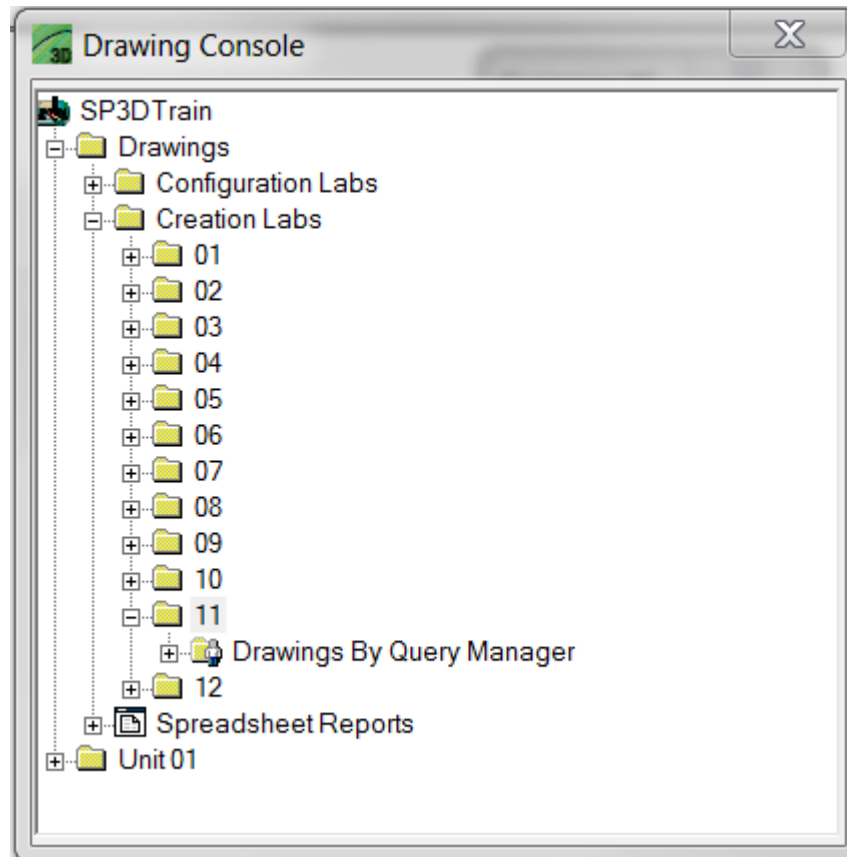 3D Drawing Console
SP3DTrain
Drawings
Configuration Labs
Creation Labs
01
02
03
04
05
06
07
08
09
10
11
Drawings By Query Manager
12
Spreadsheet Reports
Unit 01